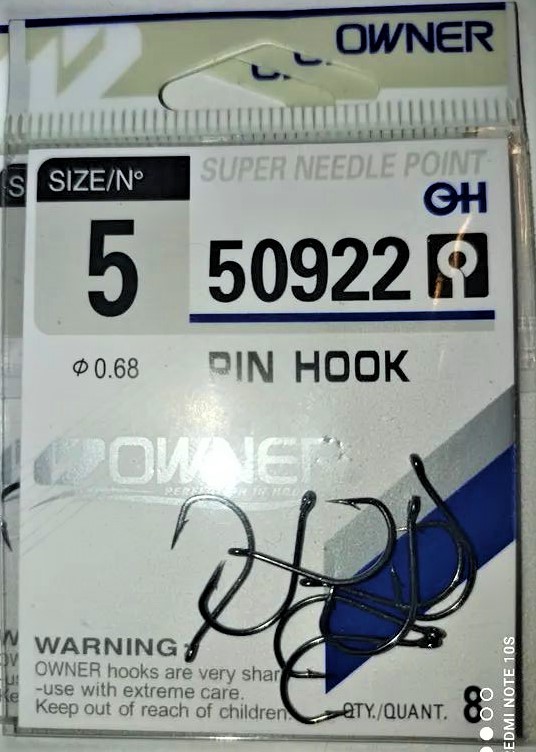 OWNER
SIZE/Nº
SUPER NEEDLE POINT
5
50922
Φ 0.68
PIN HOOK
OWNER
WARNING:
OWNER hooks are very shar
-use with extreme care.
Keep out of reach of children.
QTY./QUANT. 8
REDMI NOTE 10S